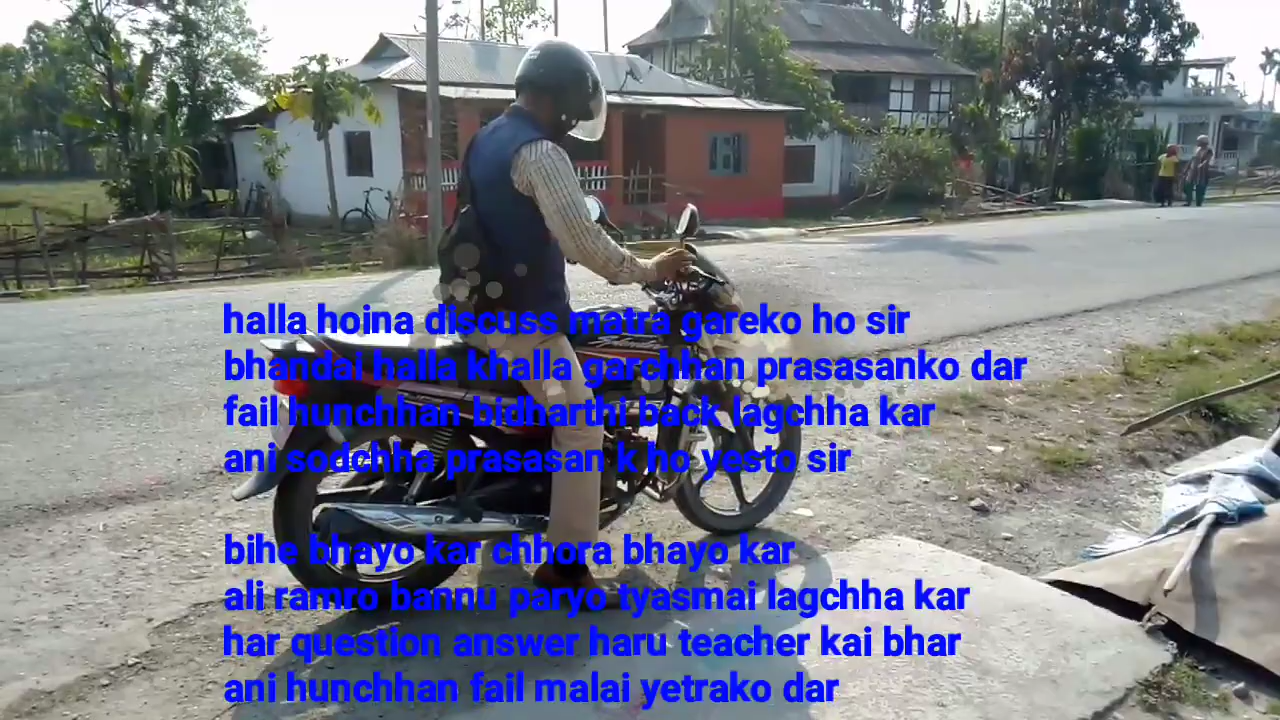 halla hoina discuss matra gareko ho sir
bhandai halla khalla garchhan prasasanko dar
fail hunchhan bidharthi back lagchha kar
ani sodchha prasasan k ho yesto sir
bihe bhayo kar chhora bhayo kar
ali ramro bannu paryo tyasmai lagchha kar
har question answer haru teacher kai bhar
ani hunchhan fail malai yetrako dar